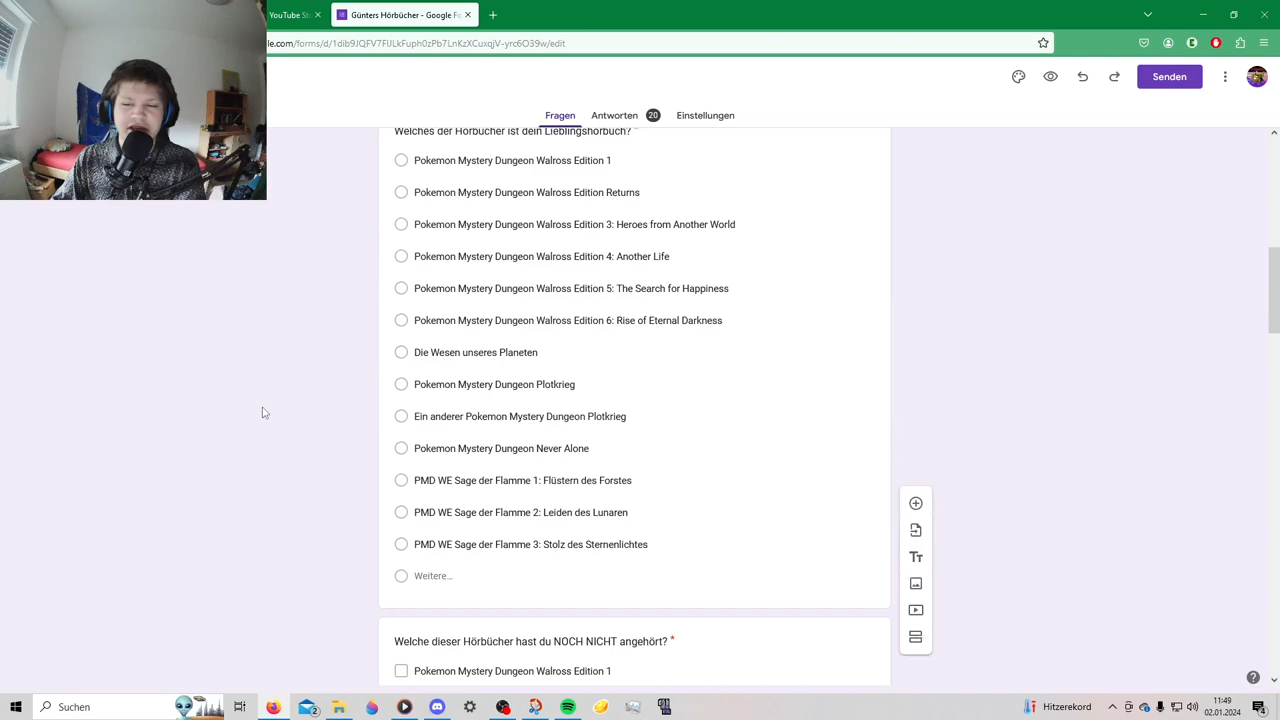 YouTube St
Günters Hörbücher - Google Fo
le.com/forms/d/1dib9JQFV7FlJLkFuph0zPb7LnKzXCuxqjV-yrc6O39w/edit
Senden
Fragen
Antworten
20
Einstellungen
Welches der Hörbücher ist dein Lieblingshörbuch? *
Pokemon Mystery Dungeon Walross Edition 1
Pokemon Mystery Dungeon Walross Edition Returns
Pokemon Mystery Dungeon Walross Edition 3: Heroes from Another World
Pokemon Mystery Dungeon Walross Edition 4: Another Life
Pokemon Mystery Dungeon Walross Edition 5: The Search for Happiness
Pokemon Mystery Dungeon Walross Edition 6: Rise of Eternal Darkness
Die Wesen unseres Planeten
Pokemon Mystery Dungeon Plotkrieg
Ein anderer Pokemon Mystery Dungeon Plotkrieg
Pokemon Mystery Dungeon Never Alone
PMD WE Sage der Flamme 1: Flüstern des Forstes
PMD WE Sage der Flamme 2: Leiden des Lunaren
PMD WE Sage der Flamme 3: Stolz des Sternenlichtes
Weitere...
Welche dieser Hörbücher hast du NOCH NICHT angehört? *
Pokemon Mystery Dungeon Walross Edition 1
Suchen
2
Hitzerekord
11:49
02.01.2024
4